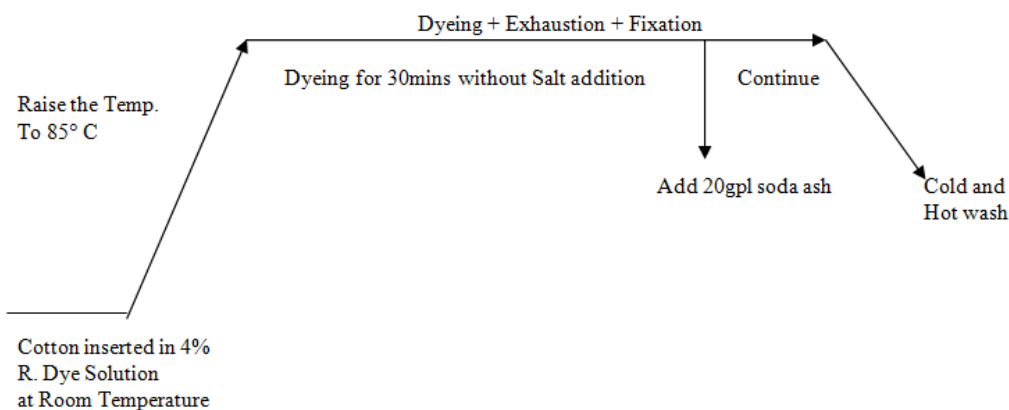 Dyeing + Exhaustion + Fixation
Dyeing for 30mins without Salt addition
Continue
Raise the Temp.
To 85° C
Add 20gpl soda ash
Cold and
Hot wash
Cotton inserted in 4%
R. Dye Solution
at Room Temperature